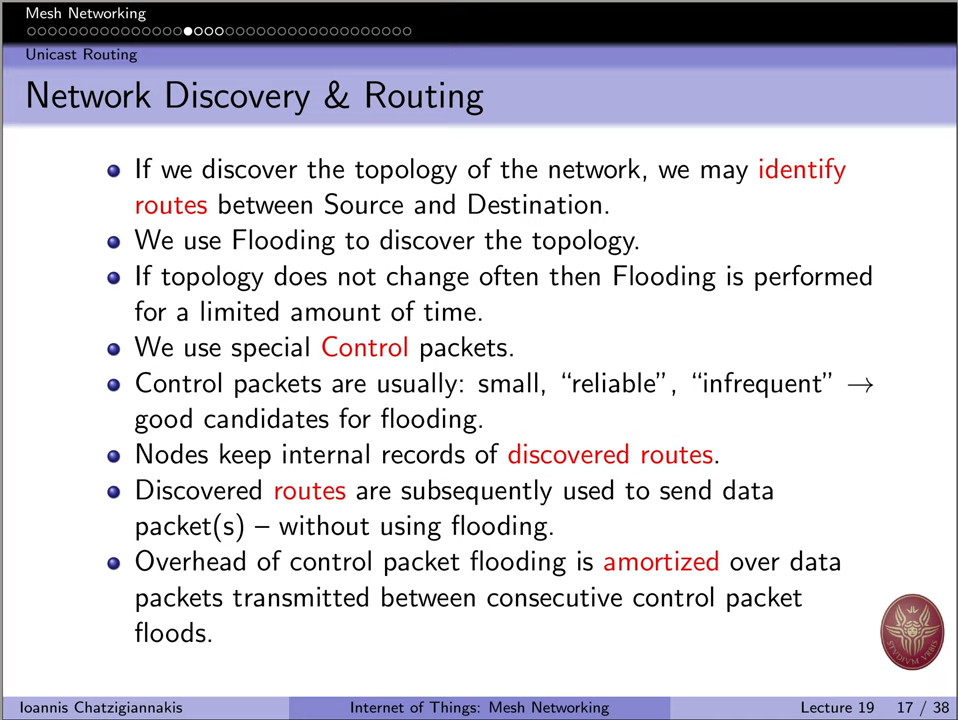 Mesh Networking
Unicast Routing
Network Discovery & Routing
If we discover the topology of the network, we may identify
routes between Source and Destination.
We use Flooding to discover the topology.
If topology does not change often then Flooding is performed
for a limited amount of time.
We use special Control packets.
Control packets are usually: small, “reliable”, “infrequent” →
good candidates for flooding.
Nodes keep internal records of discovered routes.
Discovered routes are subsequently used to send data
packet(s) – without using flooding.
Overhead of control packet flooding is amortized over data
packets transmitted between consecutive control packet
floods.
STVDIVM VRBIS
Ioannis Chatzigiannakis
Internet of Things: Mesh Networking
Lecture 19
17 / 38